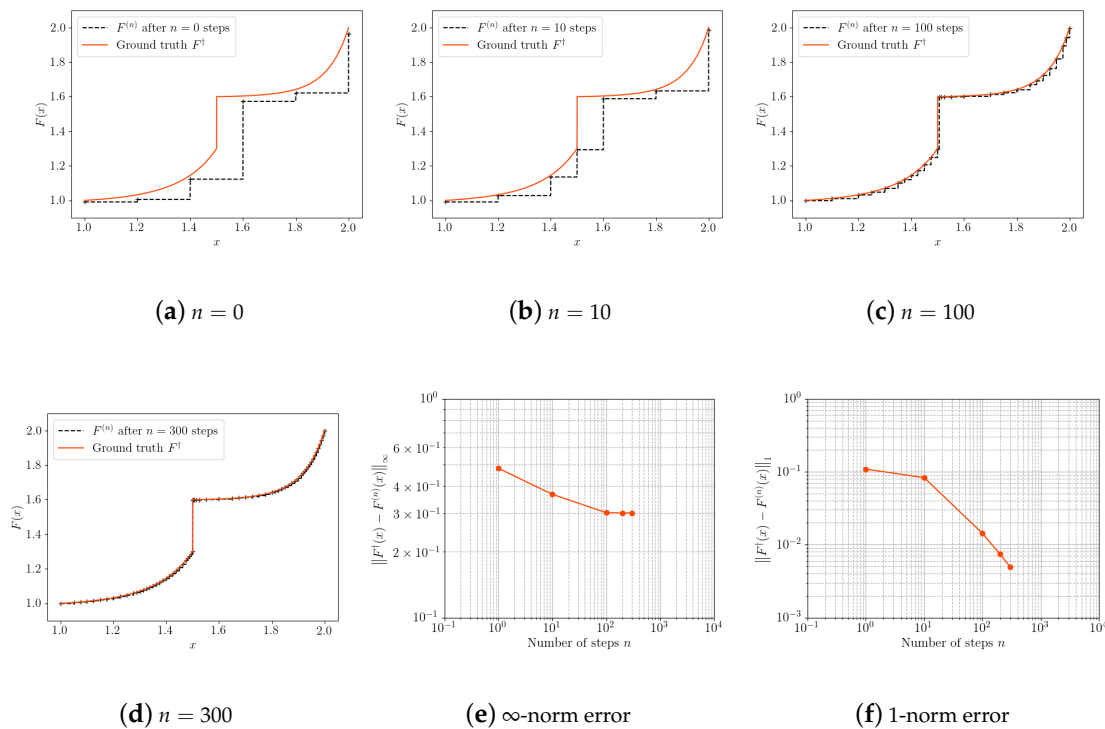 F^(n) after n = 0 steps
Ground truth F^†
F(x)
2.0
1.8
1.6
1.4
1.2
1.0
1.0 1.2 1.4 1.6 1.8 2.0
x
(a) n = 0
F^(n) after n = 10 steps
Ground truth F^†
F(x)
2.0
1.8
1.6
1.4
1.2
1.0
1.0 1.2 1.4 1.6 1.8 2.0
x
(b) n = 10
F^(n) after n = 100 steps
Ground truth F^†
F(x)
2.0
1.8
1.6
1.4
1.2
1.0
1.0 1.2 1.4 1.6 1.8 2.0
x
(c) n = 100
F^(n) after n = 300 steps
Ground truth F^†
F(x)
2.0
1.8
1.6
1.4
1.2
1.0
1.0 1.2 1.4 1.6 1.8 2.0
x
(d) n = 300
||F^†(x) − F^(n)(x)||_∞
10^0
6 × 10^−1
4 × 10^−1
3 × 10^−1
2 × 10^−1
10^−1
10^−1 10^0 10^1 10^2 10^3 10^4
Number of steps n
(e) ∞-norm error
||F^†(x) − F^(n)(x)||_1
10^0
10^−1
10^−2
10^−3
10^−1 10^0 10^1 10^2 10^3 10^4
Number of steps n
(f) 1-norm error